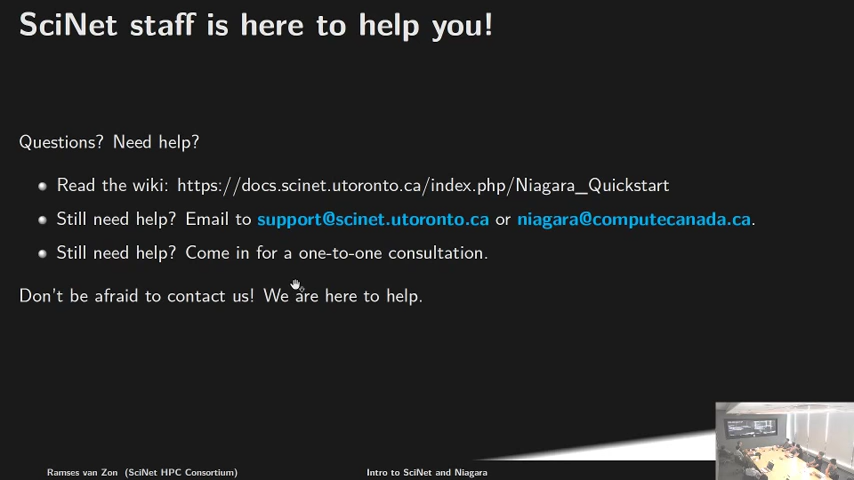 SciNet staff is here to help you!
Questions? Need help?
Read the wiki: https://docs.scinet.utoronto.ca/index.php/Niagara_Quickstart
Still need help? Email to support@scinet.utoronto.ca or niagara@computecanada.ca.
Still need help? Come in for a one-to-one consultation.
Don't be afraid to contact us! We are here to help.
Ramses van Zon (SciNet HPC Consortium)
Intro to SciNet and Niagara